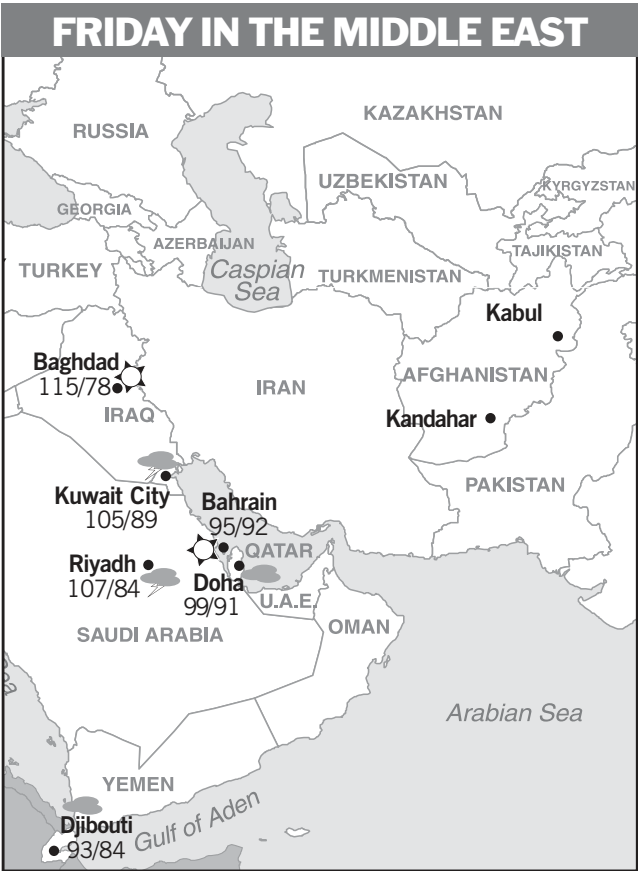 FRIDAY IN THE MIDDLE EAST
KAZAKHSTAN
RUSSIA
UZBEKISTAN
KYRGYZSTAN
GEORGIA
AZERBAIJAN
TAJIKISTAN
TURKEY
Caspian
Sea
TURKMENISTAN
Kabul
Baghdad
115/78
IRAN
AFGHANISTAN
IRAQ
Kandahar
PAKISTAN
Kuwait City
105/89
Bahrain
95/92
QATAR
Riyadh
107/84
Doha
99/91
U.A.E.
SAUDI ARABIA
OMAN
Arabian Sea
YEMEN
Djibouti
93/84
Gulf of Aden